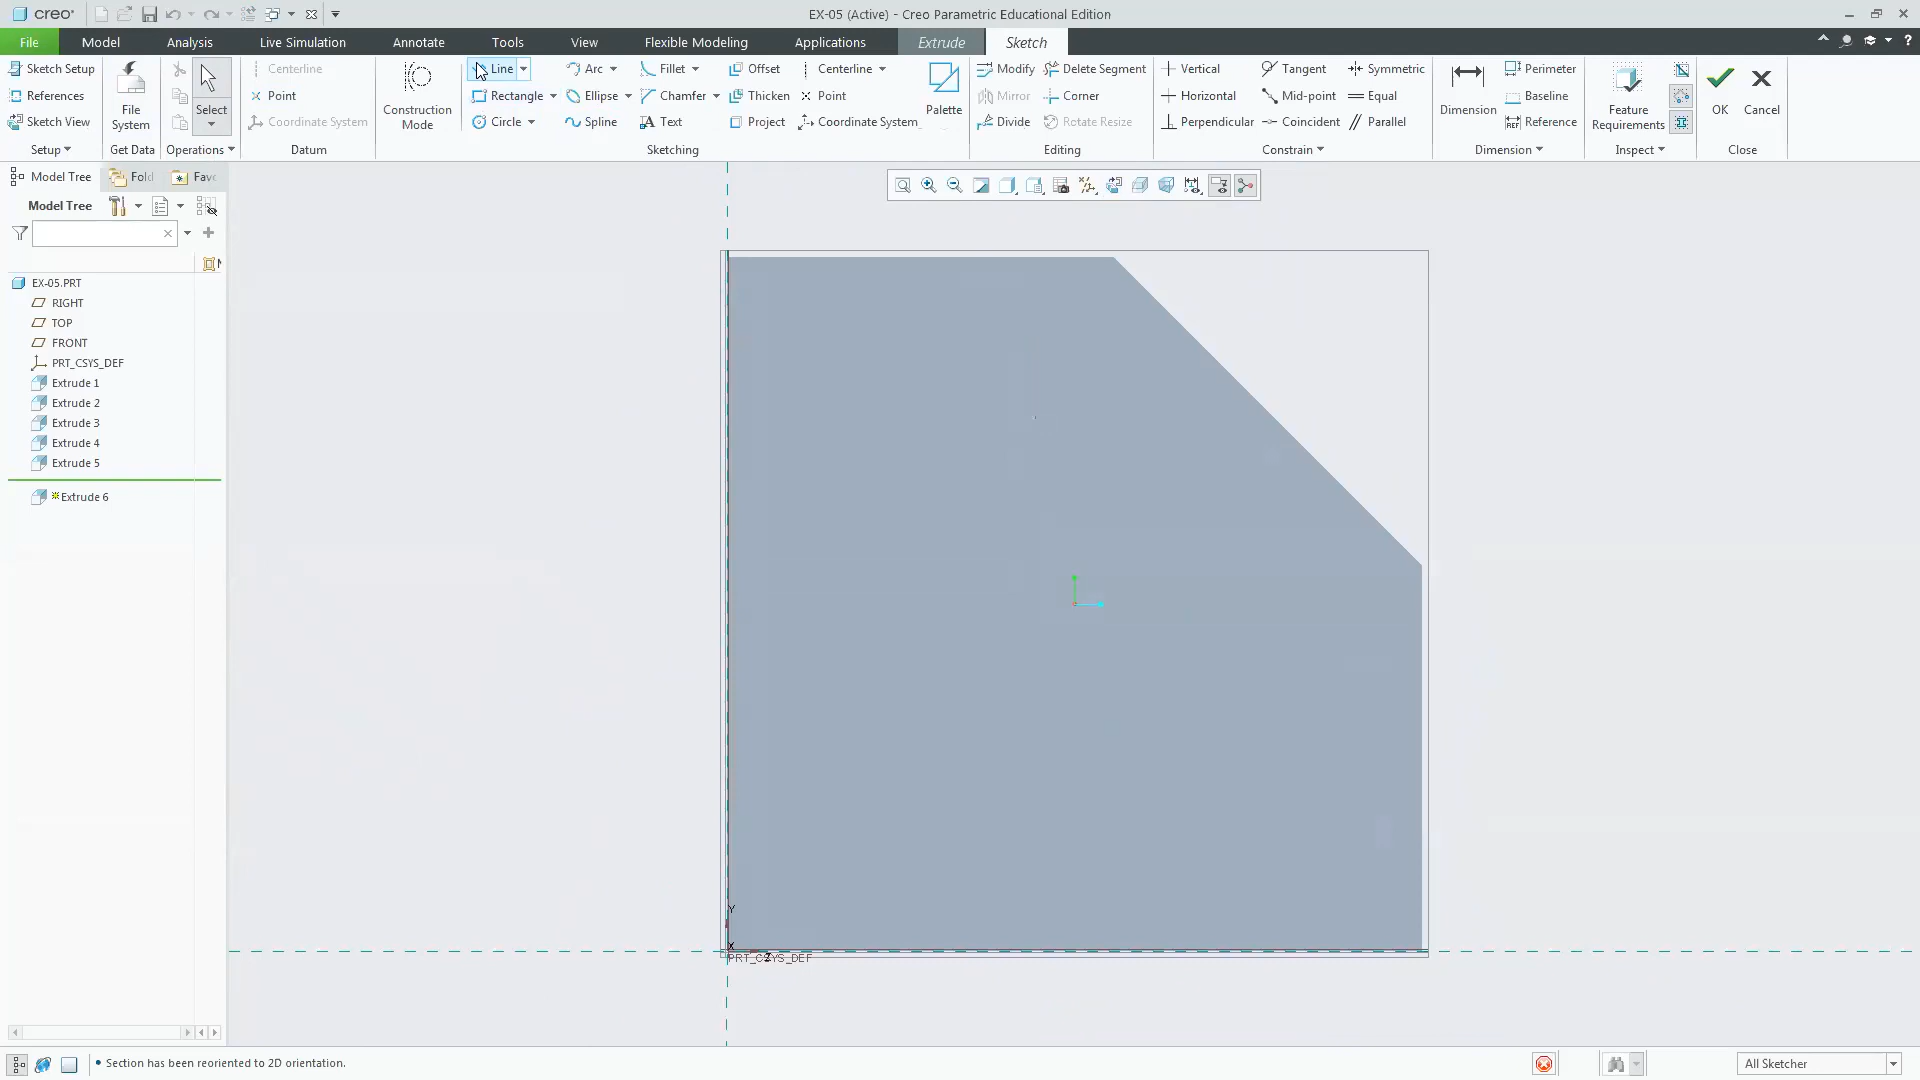 creo
EX-05 (Active) - Creo Parametric Educational Edition
File Model Analysis Live Simulation Annotate Tools View Flexible Modeling Applications Extrude Sketch
Sketch Setup
References
Sketch View
Setup
File System
Get Data
Select
Operations
Centerline
Point
Coordinate System
Datum
Construction Mode
Line Arc Fillet Offset Centerline
Rectangle Ellipse Chamfer Thicken Point
Circle Spline Text Project Coordinate System
Palette
Sketching
Modify Delete Segment
Mirror Corner
Divide Rotate Resize
Editing
Vertical Tangent Symmetric
Horizontal Mid-point Equal
Perpendicular Coincident Parallel
Constrain
Dimension
Perimeter
Baseline
Reference
Dimension
Feature Requirements
Inspect
OK Cancel
Close
Model Tree Fold Favo
Model Tree
EX-05.PRT
RIGHT
TOP
FRONT
PRT_CSYS_DEF
Extrude 1
Extrude 2
Extrude 3
Extrude 4
Extrude 5
Extrude 6
Y
X
Z
PRT_CSYS_DEF
Section has been reoriented to 2D orientation.
All Sketcher